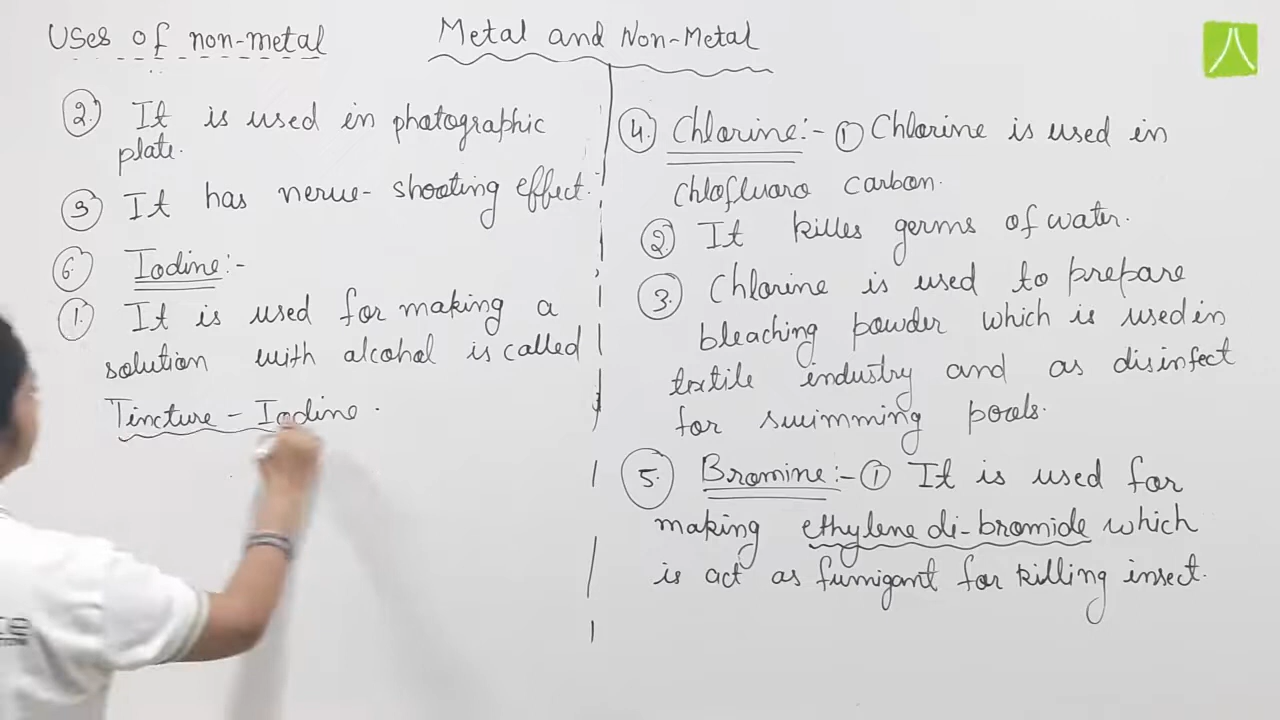 Uses of non-metal
Metal and Non-Metal
2. It is used in photographic
plate.
3 It has nerve-shooting effect.
6. Iodine:-
1. It is used for making a
solution with alcohol is called
Tincture - Iodine.
4. Chlorine:- 1 Chlorine is used in
chlofluoro carbon.
2. It killes germs of water.
3. Chlorine is used to prepare
bleaching powder which is used in
textile industry and as disinfect
for swimming pools.
5. Bromine:- 1 It is used for
making ethylene di-bromide which
is act as fumigant for killing insect.